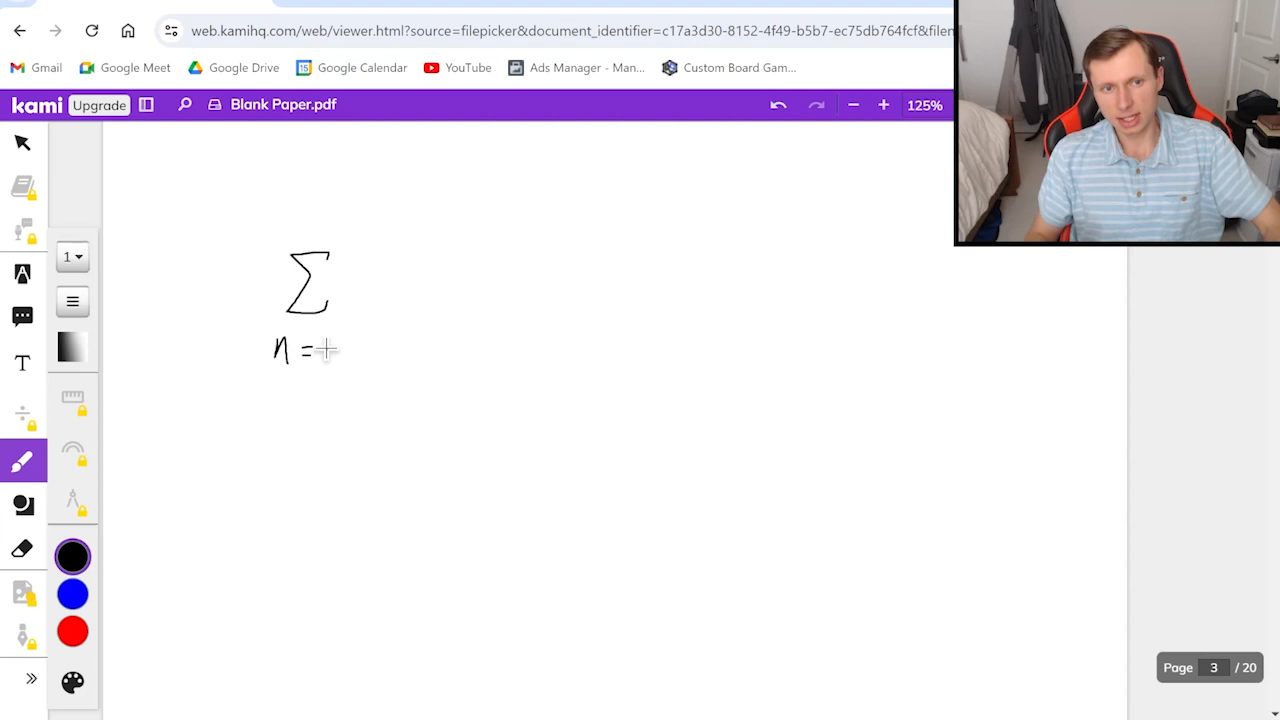 web.kamihq.com/web/viewer.html?source=filepicker&document_identifier=c17a3d30-8152-4f49-b5b7-ec75db764fcf&filen
Gmail Google Meet Google Drive 15 Google Calendar YouTube Ads Manager - Man... Custom Board Gam...
kami Upgrade Blank Paper.pdf 125%
1
A
T
Σ
n =
Page 3 / 20